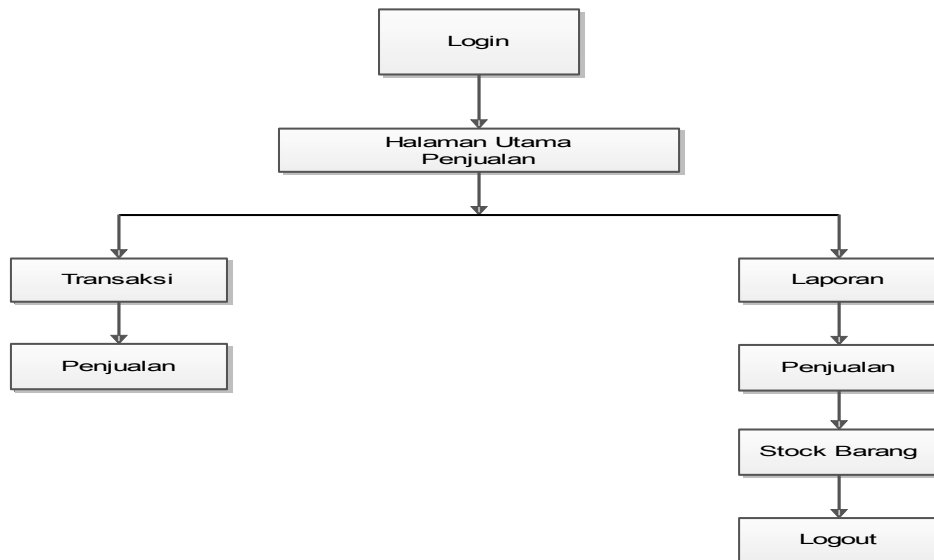 Login
Halaman Utama
Penjualan
Transaksi
Laporan
Penjualan
Penjualan
Stock Barang
Logout